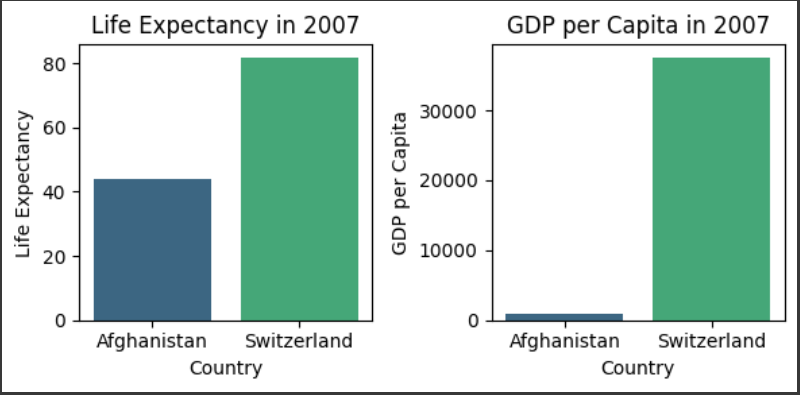 Life Expectancy in 2007
Life Expectancy
80
60
40
20
0
Afghanistan
Switzerland
Country
GDP per Capita in 2007
GDP per Capita
30000
20000
10000
0
Afghanistan
Switzerland
Country